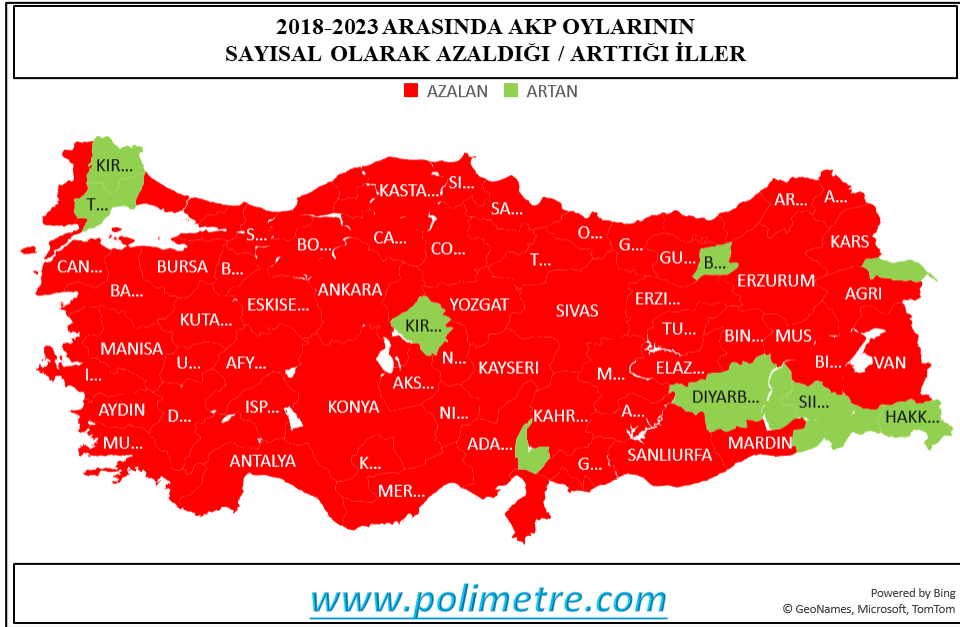 2018-2023 ARASINDA AKP OYLARININ
SAYISAL OLARAK AZALDIĞI / ARTTIĞI İLLER
AZALAN ARTAN
KIR...
T...
KASTA...
SI...
SA...
AR...
A...
S...
BO...
CA...
CO...
O...
G...
T...
GU...
B...
KARS
CAN...
BURSA
B...
BA...
ANKARA
ERZURUM
AGRI
ESKISE...
YOZGAT
SIVAS
ERZI...
KUTA...
KIR...
TU...
BIN...
MUS
MANISA
U...
AFY...
N...
KAYSERI
M...
ELAZ...
BI...
VAN
I...
AKS...
AYDIN
D...
ISP...
KONYA
NI...
KAHR...
A...
DIYARB...
SII...
HAKK...
MU...
ANTALYA
K...
MER...
ADA...
G...
SANLIURFA
MARDIN
www.polimetre.com
Powered by Bing
© GeoNames, Microsoft, TomTom